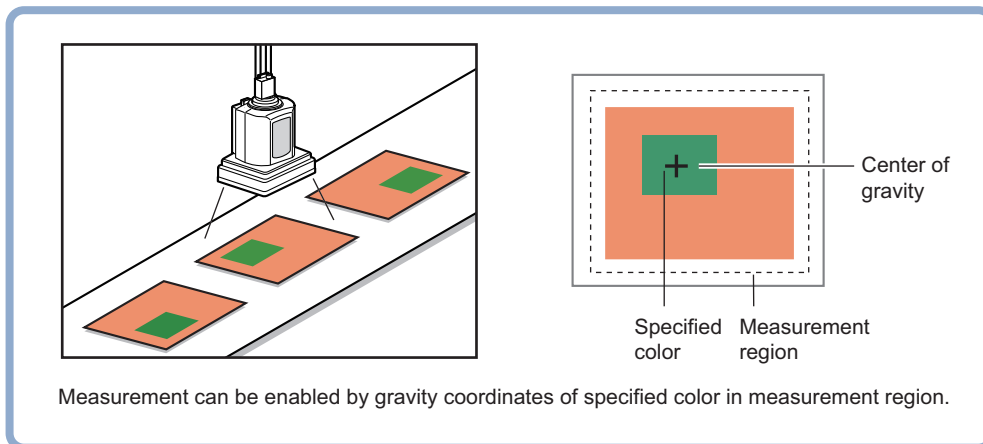 Center of
gravity
Specified
color
Measurement
region
Measurement can be enabled by gravity coordinates of specified color in measurement region.